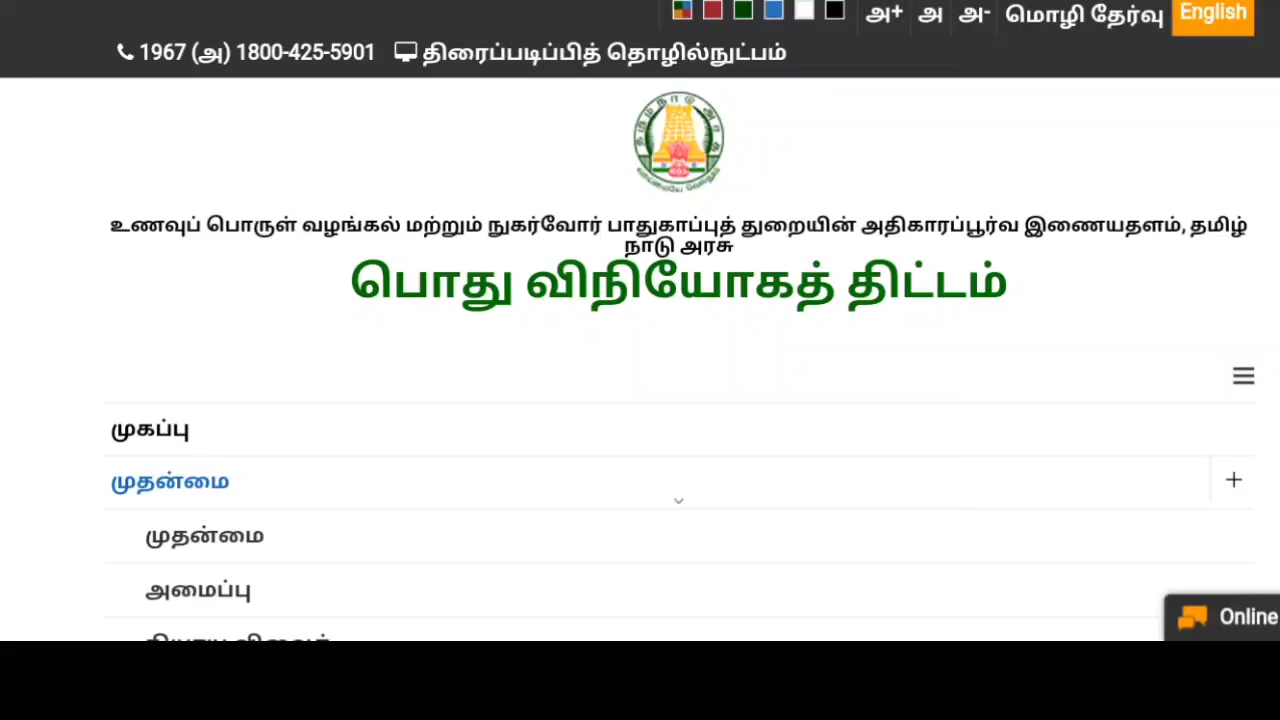 அ+ அ அ- மொழி தேர்வு English
1967 (அ) 1800-425-5901 திரைப்படிப்பித் தொழில்நுட்பம்
உணவுப் பொருள் வழங்கல் மற்றும் நுகர்வோர் பாதுகாப்புத் துறையின் அதிகாரப்பூர்வ இணையதளம், தமிழ்
நாடு அரசு
பொது விநியோகத் திட்டம்
முகப்பு
முதன்மை
முதன்மை
அமைப்பு
Online